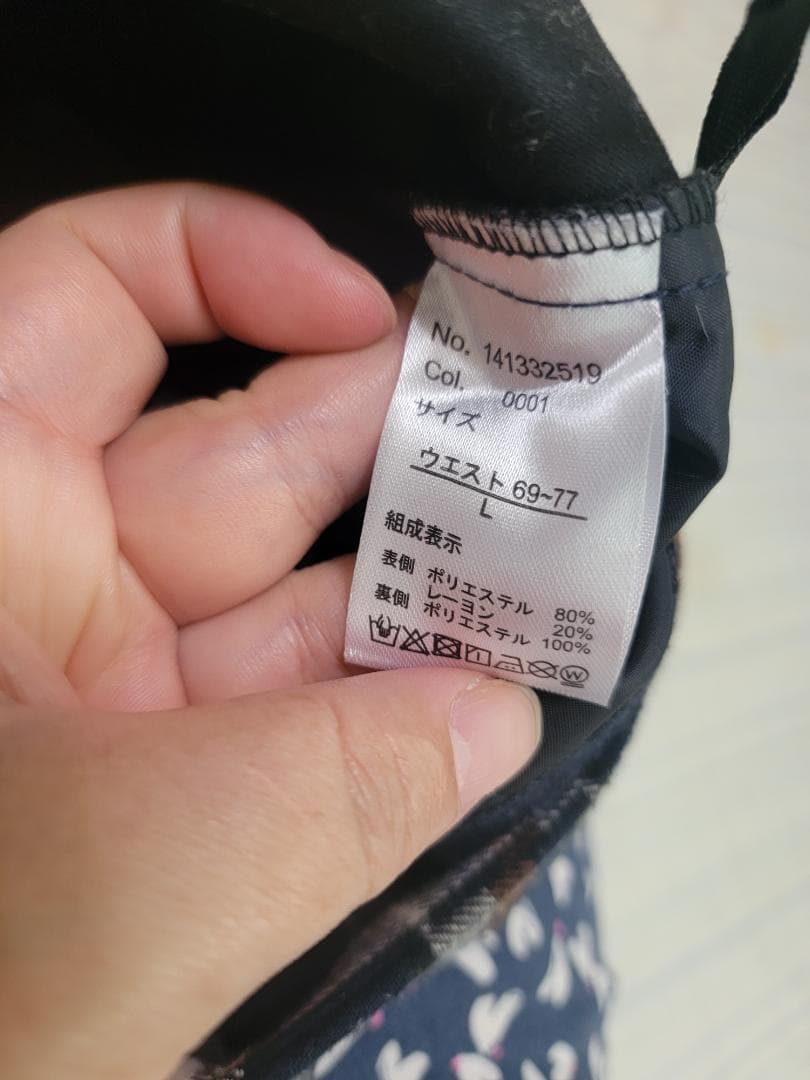 No. 141332519
Col. 0001
サイズ
ウエスト 69~77
L
組成表示
表側 ポリエステル 80%
レーヨン 20%
裏側 ポリエステル 100%
W